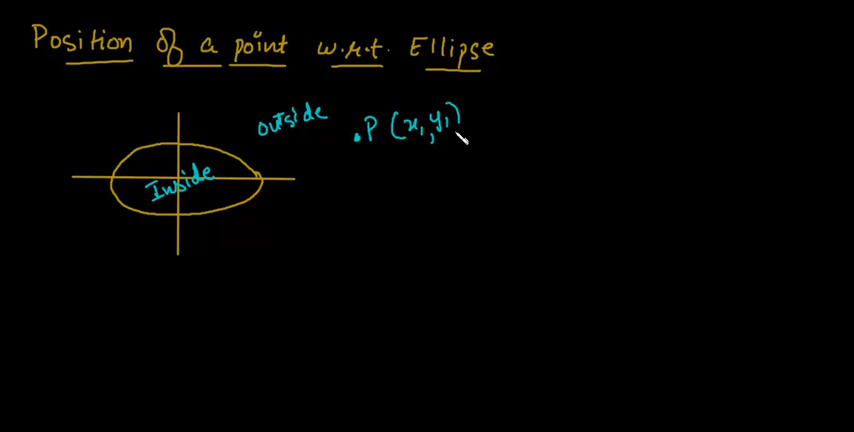 Position of a point w.r.t. Ellipse
outside .P (x₁,y₁)
Inside